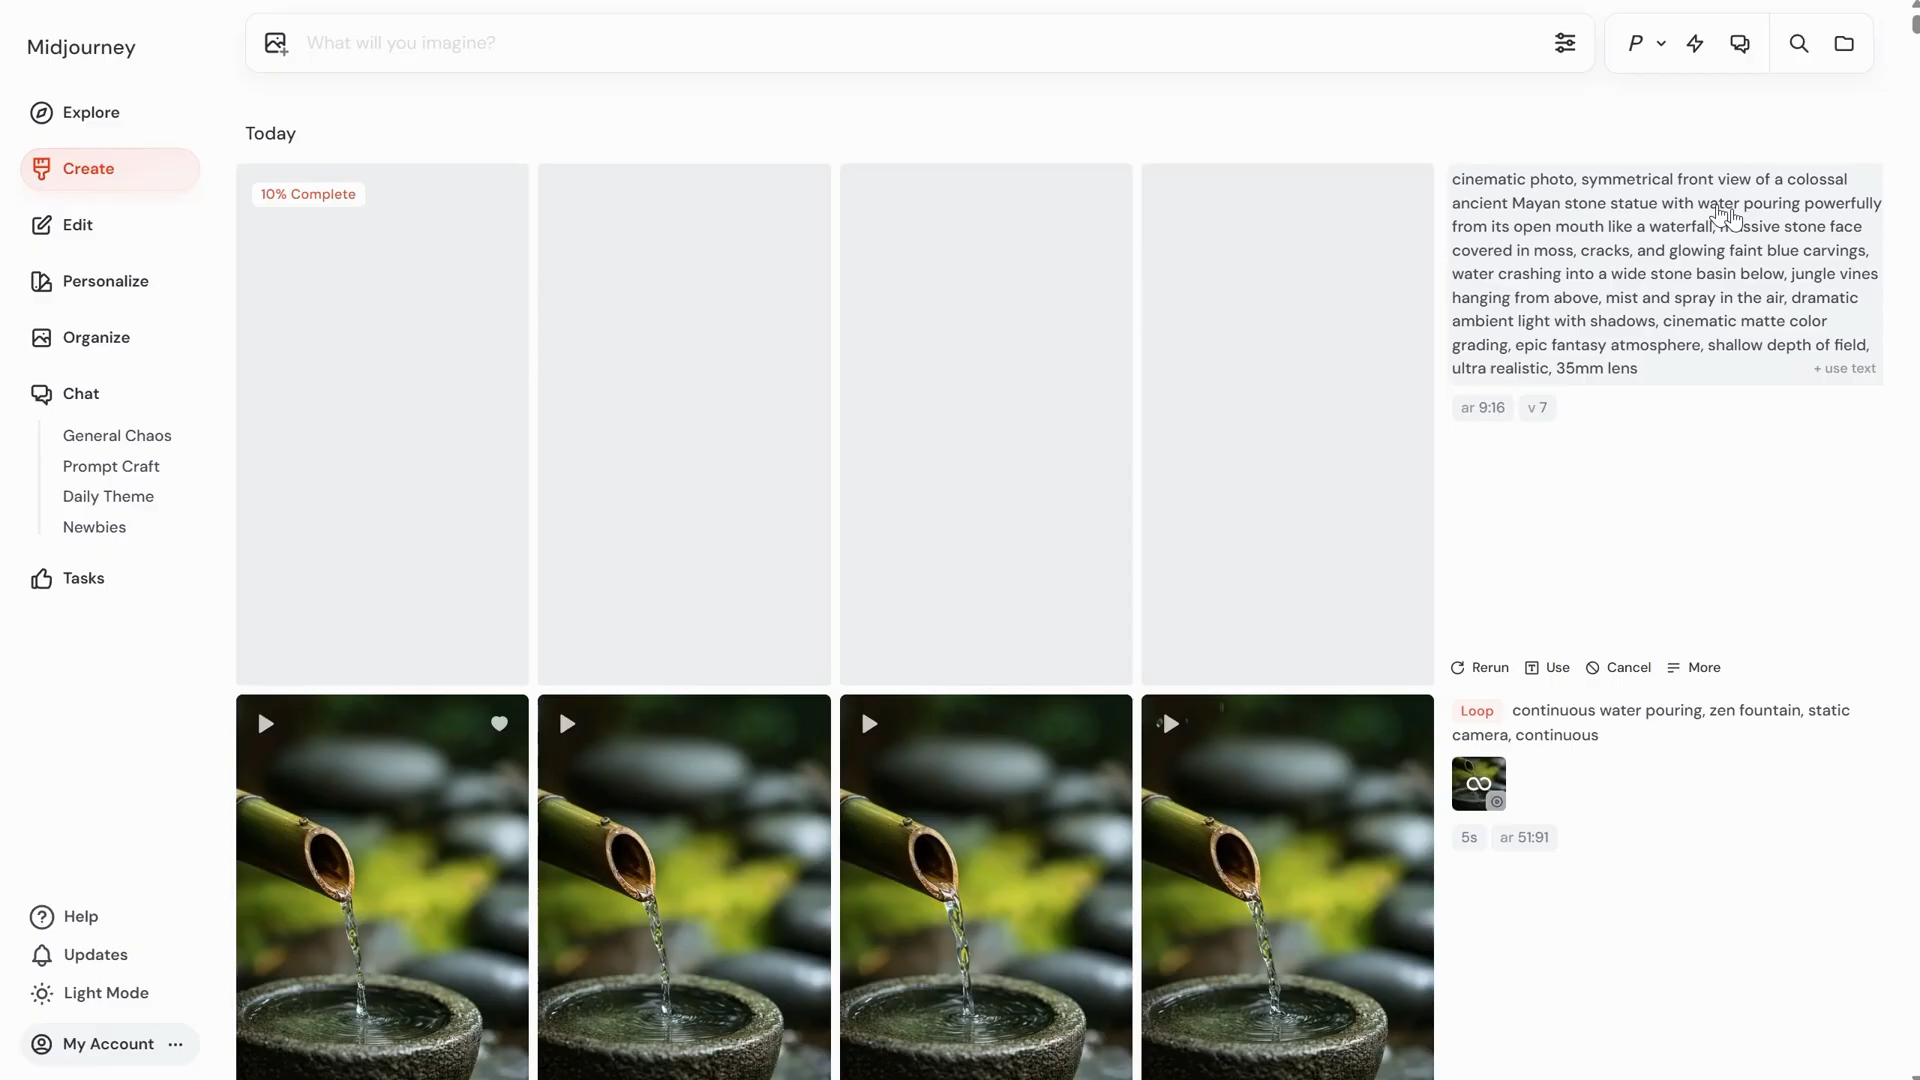 Midjourney
What will you imagine?
P
Explore
Create
Edit
Personalize
Organize
Chat
General Chaos
Prompt Craft
Daily Theme
Newbies
Tasks
Help
Updates
Light Mode
My Account
Today
10% Complete
cinematic photo, symmetrical front view of a colossal
ancient Mayan stone statue with water pouring powerfully
from its open mouth like a waterfall, massive stone face
covered in moss, cracks, and glowing faint blue carvings,
water crashing into a wide stone basin below, jungle vines
hanging from above, mist and spray in the air, dramatic
ambient light with shadows, cinematic matte color
grading, epic fantasy atmosphere, shallow depth of field,
ultra realistic, 35mm lens
+ use text
ar 9:16 v 7
Rerun Use Cancel More
Loop continuous water pouring, zen fountain, static
camera, continuous
5s ar 51:91